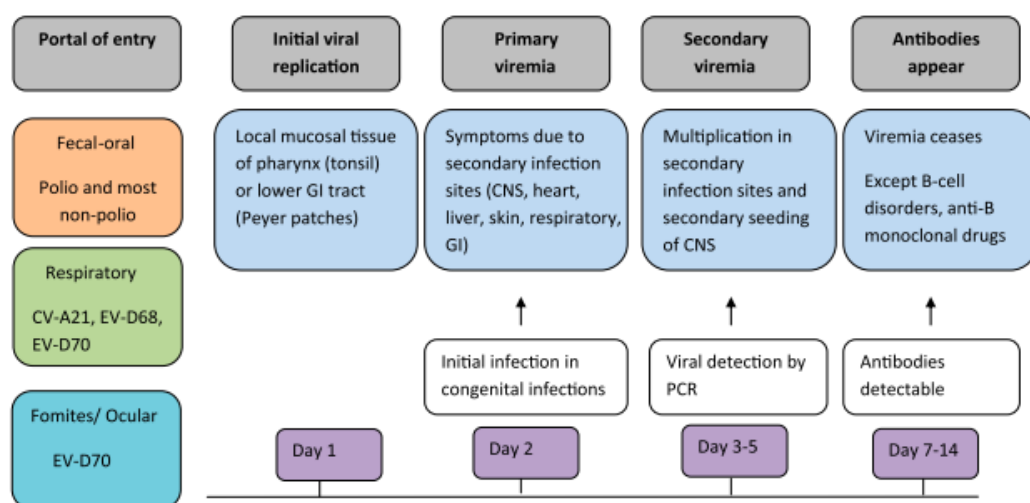 Portal of entry
Initial viral
replication
Primary
viremia
Secondary
viremia
Antibodies
appear
Fecal-oral
Polio and most
non-polio
Local mucosal tissue
of pharynx (tonsil)
or lower GI tract
(Peyer patches)
Symptoms due to
secondary infection
sites (CNS, heart,
liver, skin, respiratory,
GI)
Multiplication in
secondary
infection sites and
secondary seeding
of CNS
Viremia ceases
Except B-cell
disorders, anti-B
monoclonal drugs
Respiratory
CV-A21, EV-D68,
EV-D70
Initial infection in
congenital infections
Viral detection by
PCR
Antibodies
detectable
Fomites/ Ocular
EV-D70
Day 1
Day 2
Day 3-5
Day 7-14